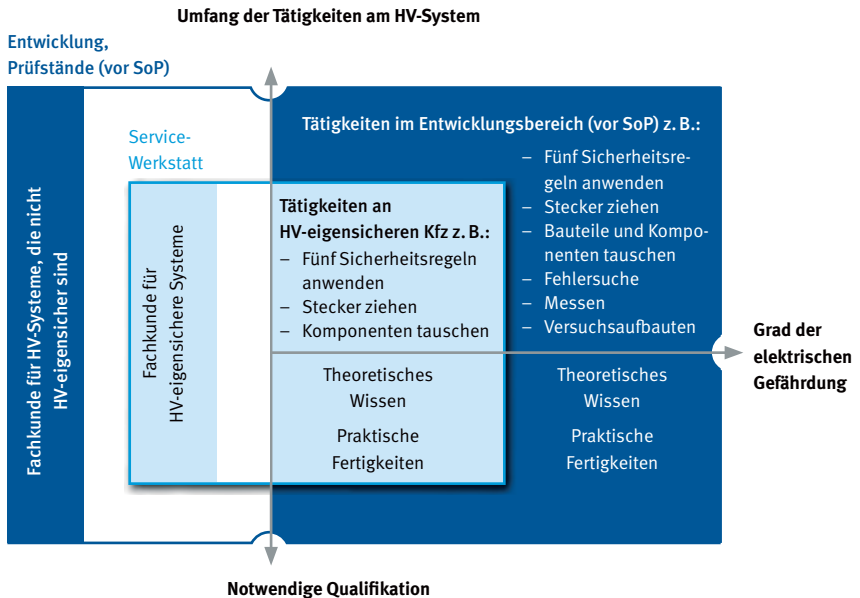 Umfang der Tätigkeiten am HV-System
Entwicklung,
Prüfstände (vor SoP)
Fachkunde für HV-Systeme, die nicht
HV-eigensicher sind
Service-
Werkstatt
Fachkunde für
HV-eigensichere Systeme
Tätigkeiten an
HV-eigensicheren Kfz z. B.:
– Fünf Sicherheitsregeln
anwenden
– Stecker ziehen
– Komponenten tauschen
Theoretisches
Wissen
Praktische
Fertigkeiten
Tätigkeiten im Entwicklungsbereich (vor SoP) z. B.:
– Fünf Sicherheitsre-
geln anwenden
– Stecker ziehen
– Bauteile und Kompo-
nenten tauschen
– Fehlersuche
– Messen
– Versuchsaufbauten
Theoretisches
Wissen
Praktische
Fertigkeiten
Grad der
elektrischen
Gefährdung
Notwendige Qualifikation